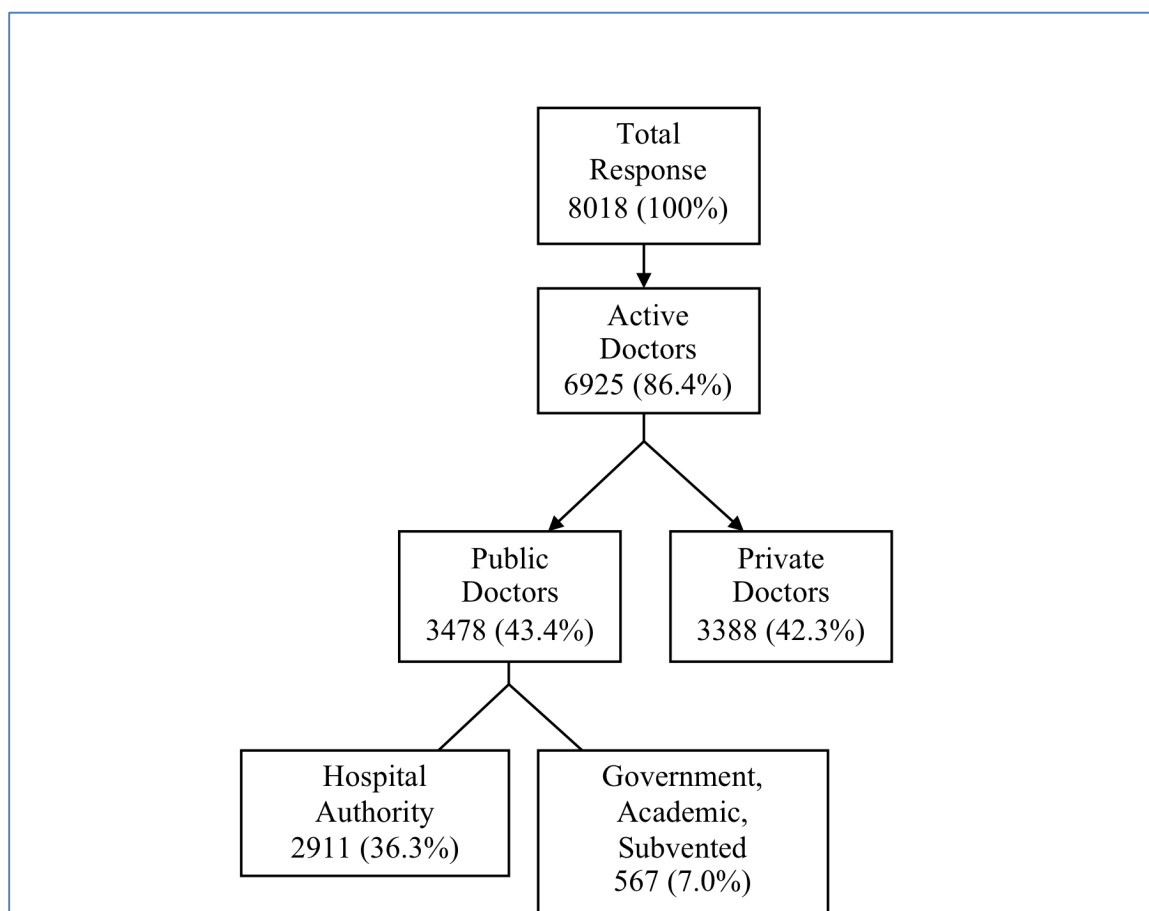 Total
Response
8018 (100%)
Active
Doctors
6925 (86.4%)
Public
Doctors
3478 (43.4%)
Private
Doctors
3388 (42.3%)
Hospital
Authority
2911 (36.3%)
Government,
Academic,
Subvented
567 (7.0%)